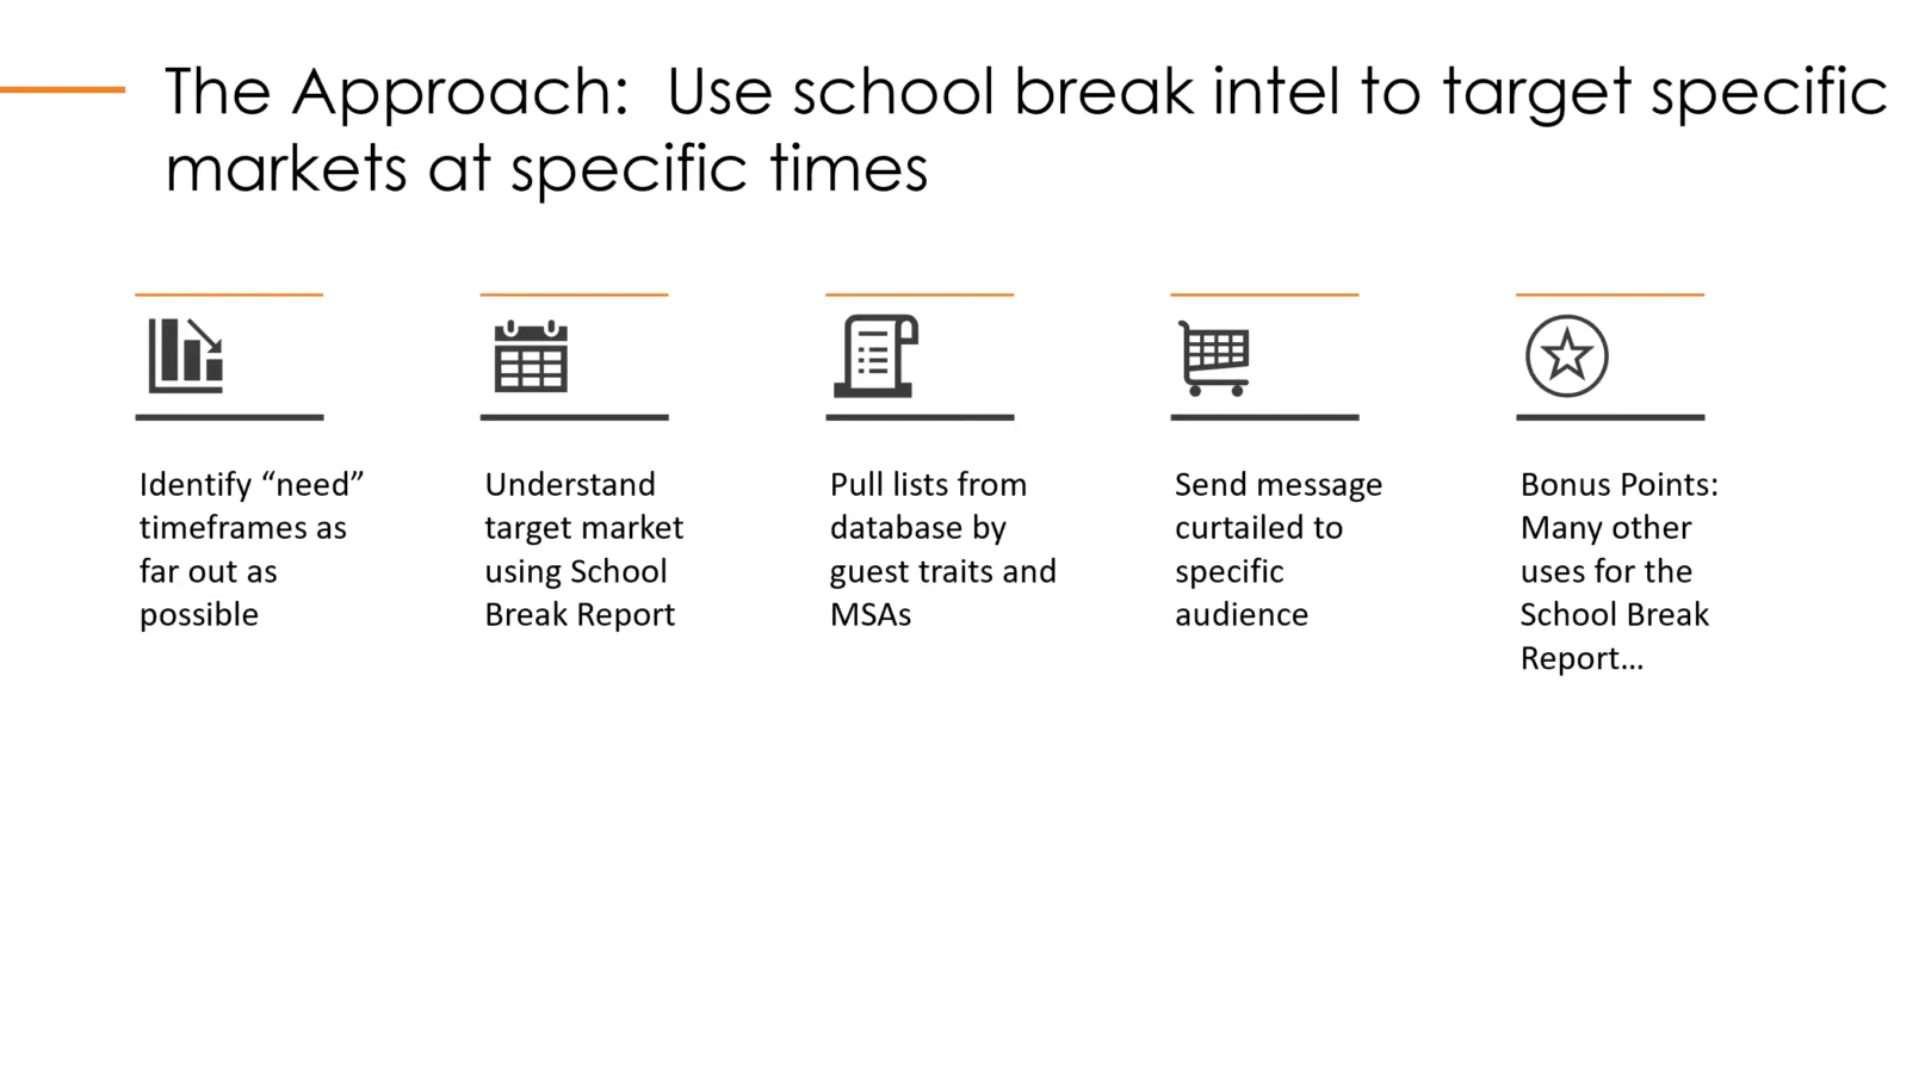 The Approach:  Use school break intel to target specific
markets at specific times
Identify “need”
timeframes as
far out as
possible
Understand
target market
using School
Break Report
Pull lists from
database by
guest traits and
MSAs
Send message
curtailed to
specific
audience
Bonus Points:
Many other
uses for the
School Break
Report...